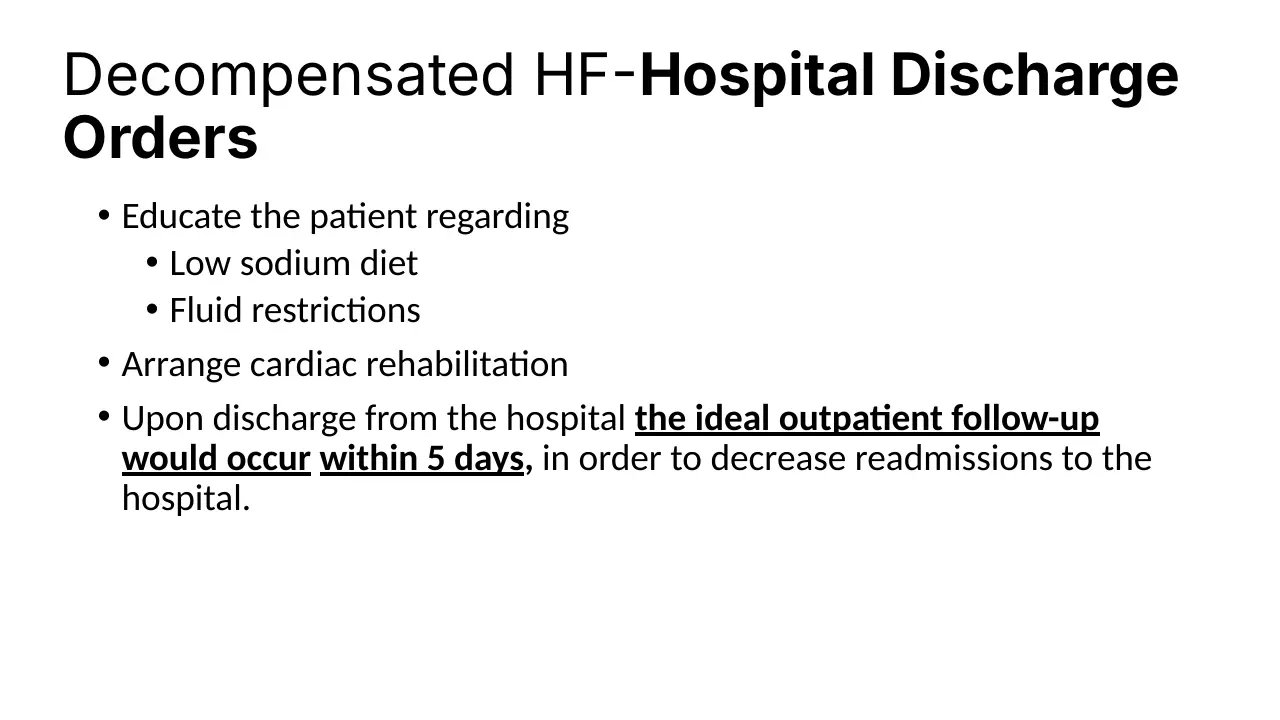 Decompensated HF-Hospital Discharge
Orders
• Educate the patient regarding
• Low sodium diet
• Fluid restrictions
• Arrange cardiac rehabilitation
• Upon discharge from the hospital the ideal outpatient follow-up
would occur within 5 days, in order to decrease readmissions to the
hospital.